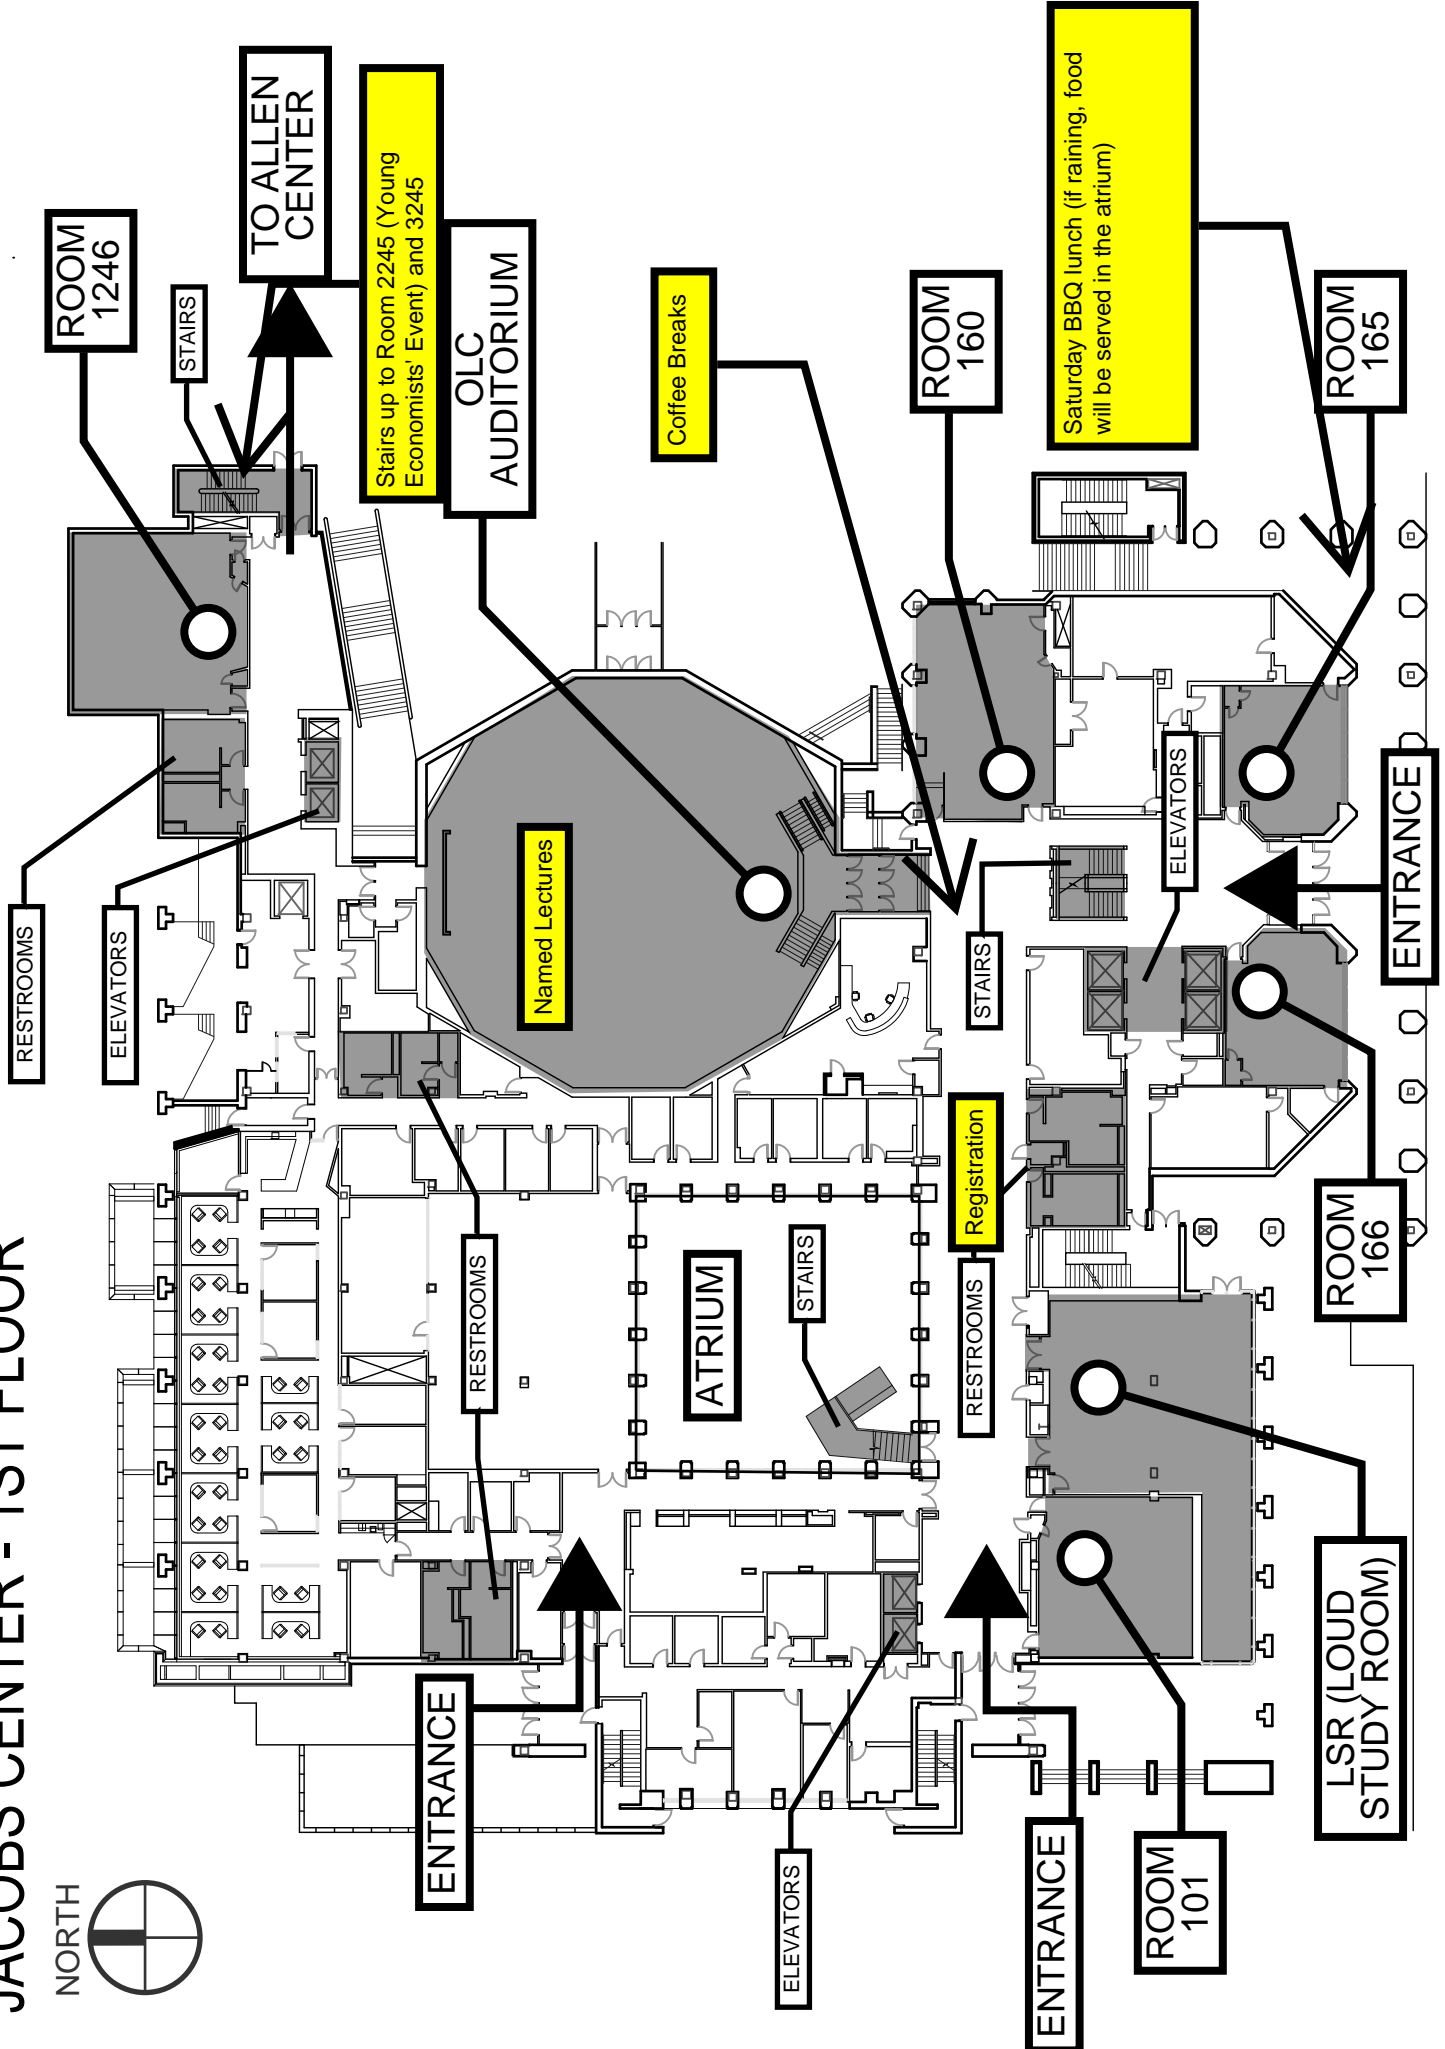 JACOBS CENTER - 1ST FLOOR
NORTH
RESTROOMS
ELEVATORS
ROOM
1246
STAIRS
TO ALLEN
CENTER
Stairs up to Room 2245 (Young
Economists' Event) and 3245
OLC
AUDITORIUM
Named Lectures
RESTROOMS
ENTRANCE
Coffee Breaks
ATRIUM
STAIRS
ELEVATORS
ROOM
160
STAIRS
Registration
RESTROOMS
ENTRANCE
Saturday BBQ lunch (if raining, food
will be served in the atrium)
ELEVATORS
ROOM
101
ROOM
165
ENTRANCE
ROOM
166
LSR (LOUD
STUDY ROOM)